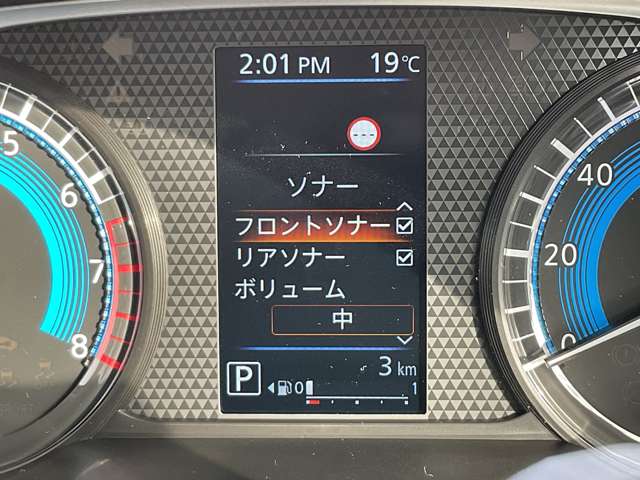 2:01 PM 19℃
---
ソナー
フロントソナー
リアソナー
ボリューム
中
3 km
P 0 1
5
6
7
8
40
20
0